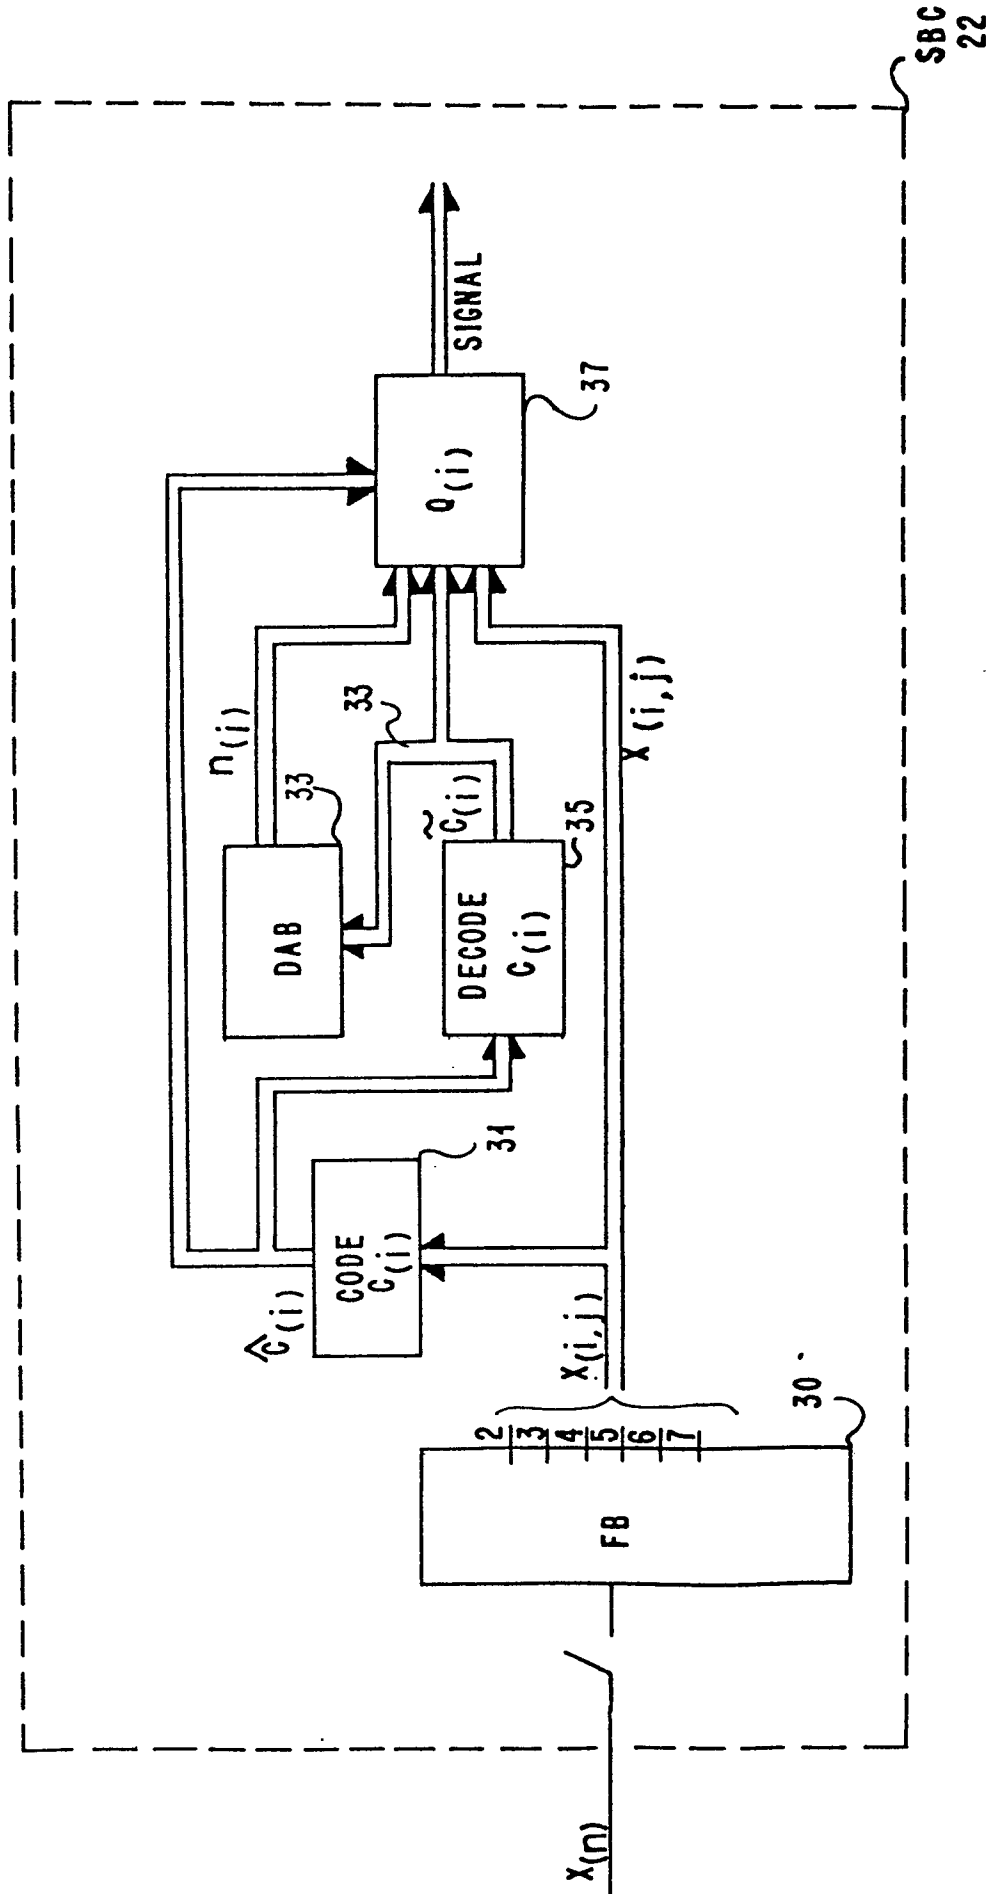 SBC
22
X(n)
FB
30
2
3
4
5
6
7
X(i,j)
Ĉ(i)
CODE
C(i)
31
DAB
33
n(i)
33
DECODE
C(i)
35
C̃(i)
X(i,j)
Q(i)
37
SIGNAL